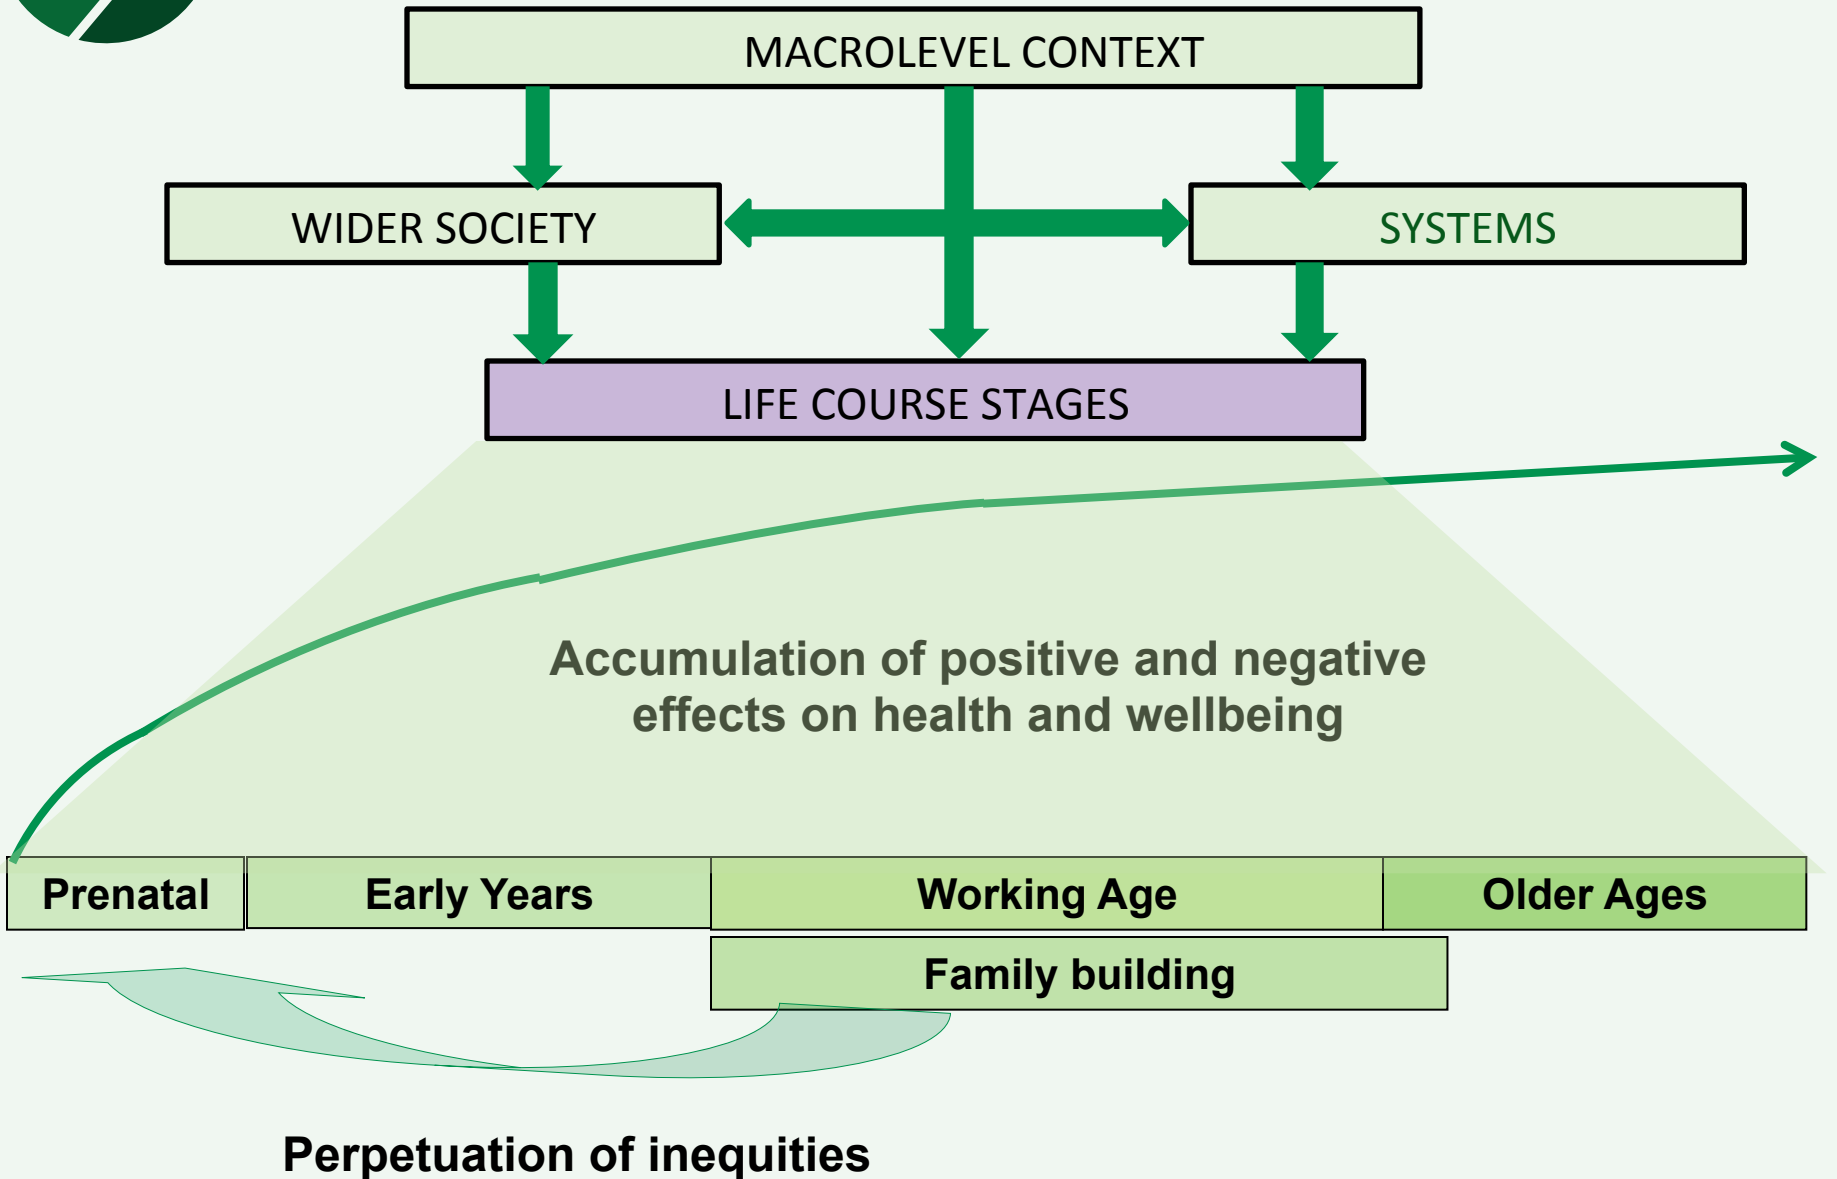 MACROLEVEL CONTEXT
WIDER SOCIETY
SYSTEMS
LIFE COURSE STAGES
Accumulation of positive and negative
effects on health and wellbeing
Prenatal
Early Years
Working Age
Older Ages
Family building
Perpetuation of inequities